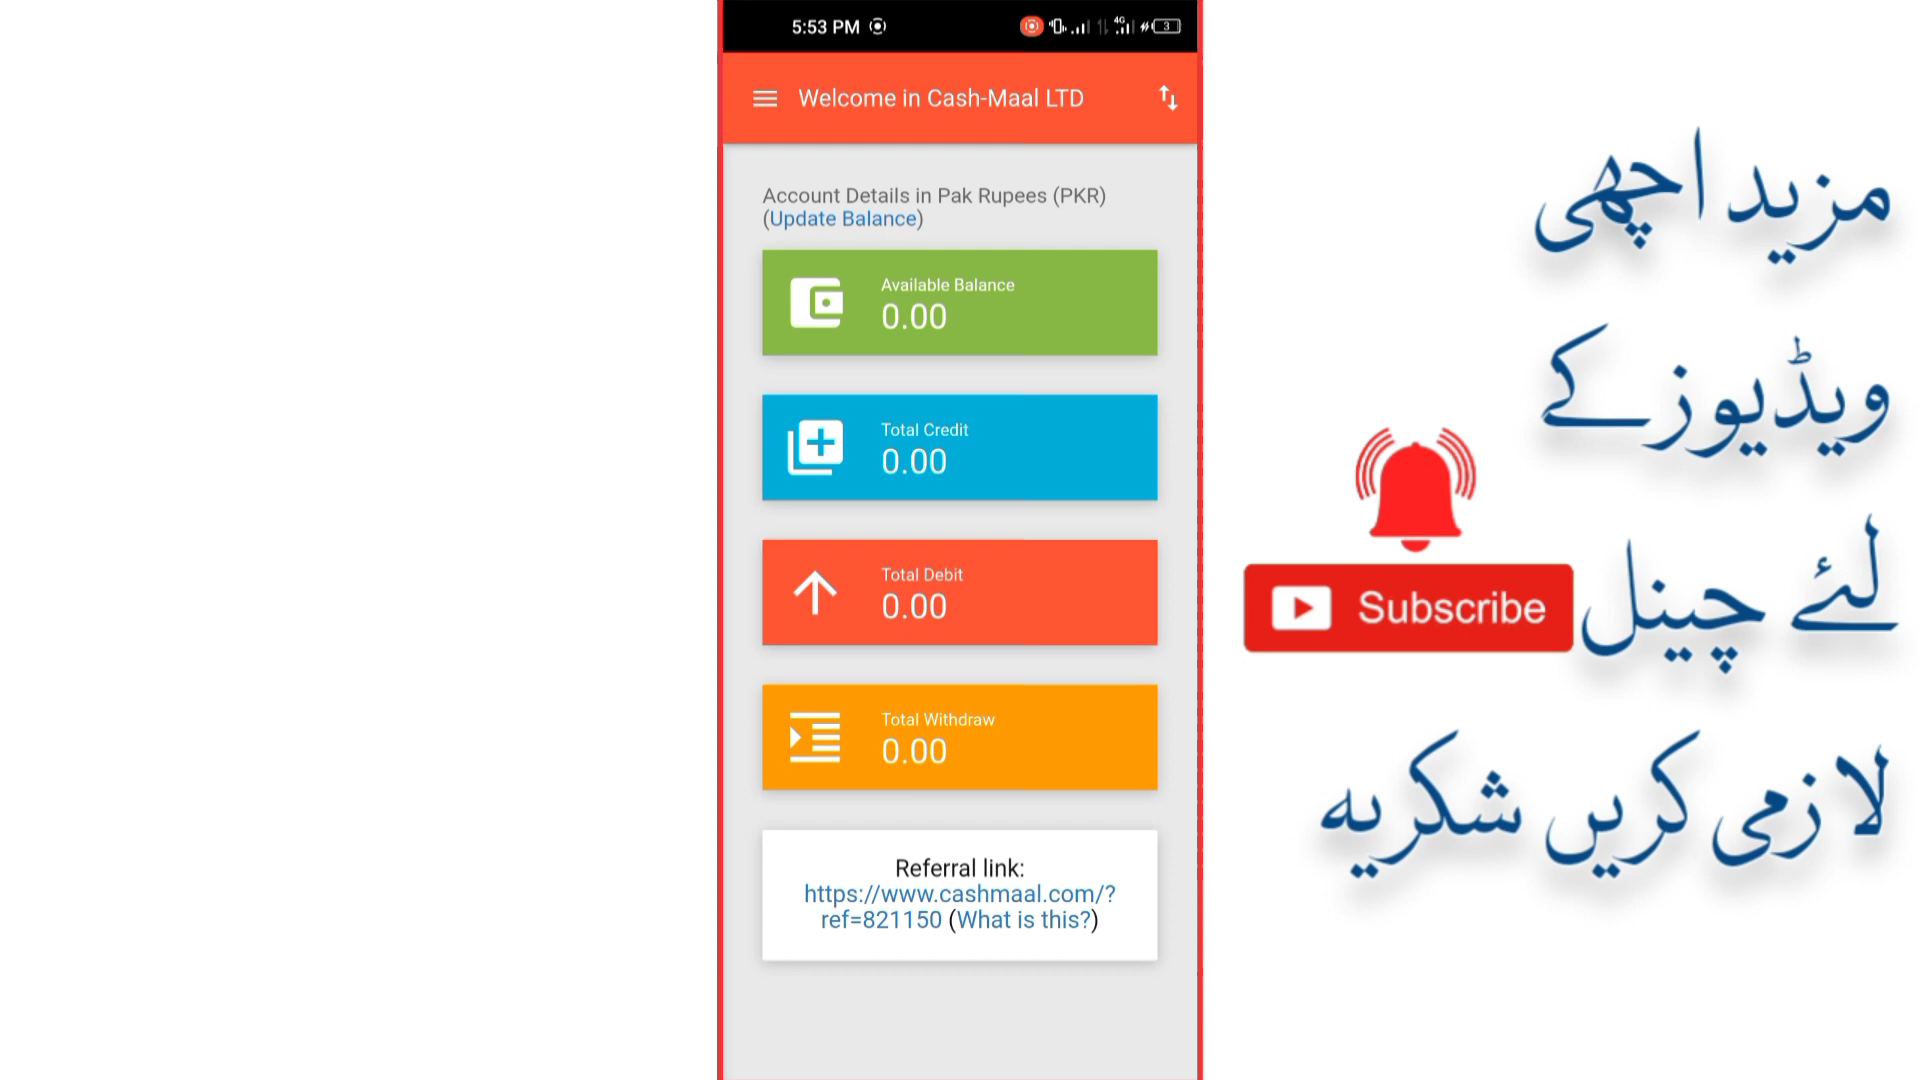 5:53 PM
4G
3
Welcome in Cash-Maal LTD
Account Details in Pak Rupees (PKR)
(Update Balance)
Available Balance
0.00
Total Credit
0.00
Total Debit
0.00
Total Withdraw
0.00
Referral link:
https://www.cashmaal.com/?
ref=821150 (What is this?)
مزید اچھی
ویڈیوز کے
لئے چینل
Subscribe
لازمی کریں شکریہ